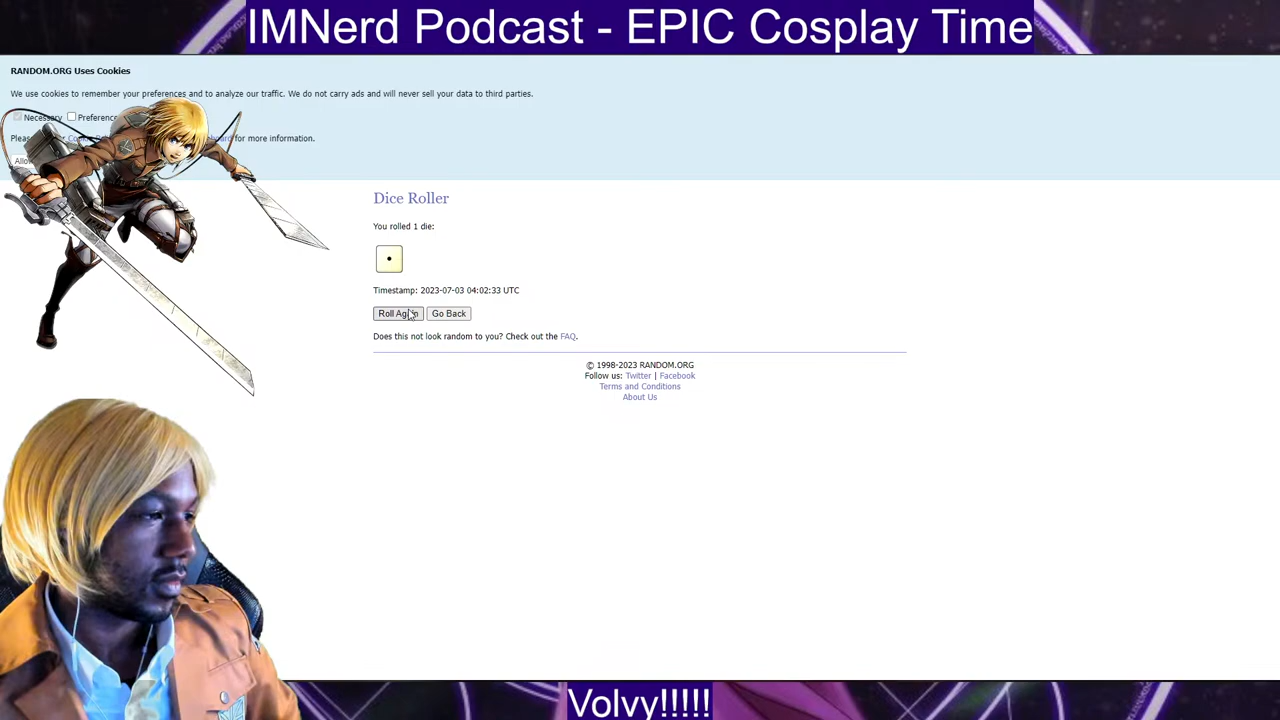 IMNerd Podcast - EPIC Cosplay Time
RANDOM.ORG Uses Cookies
We use cookies to remember your preferences and to analyze our traffic. We do not carry ads and will never sell your data to third parties.
Necessary
for more information.
Dice Roller
You rolled 1 die:
Timestamp: 2023-07-03 04:02:33 UTC
Roll Again Go Back
Does this not look random to you? Check out the FAQ.
© 1998-2023 RANDOM.ORG
Follow us: Twitter | Facebook
Terms and Conditions
About Us
Volvy!!!!!